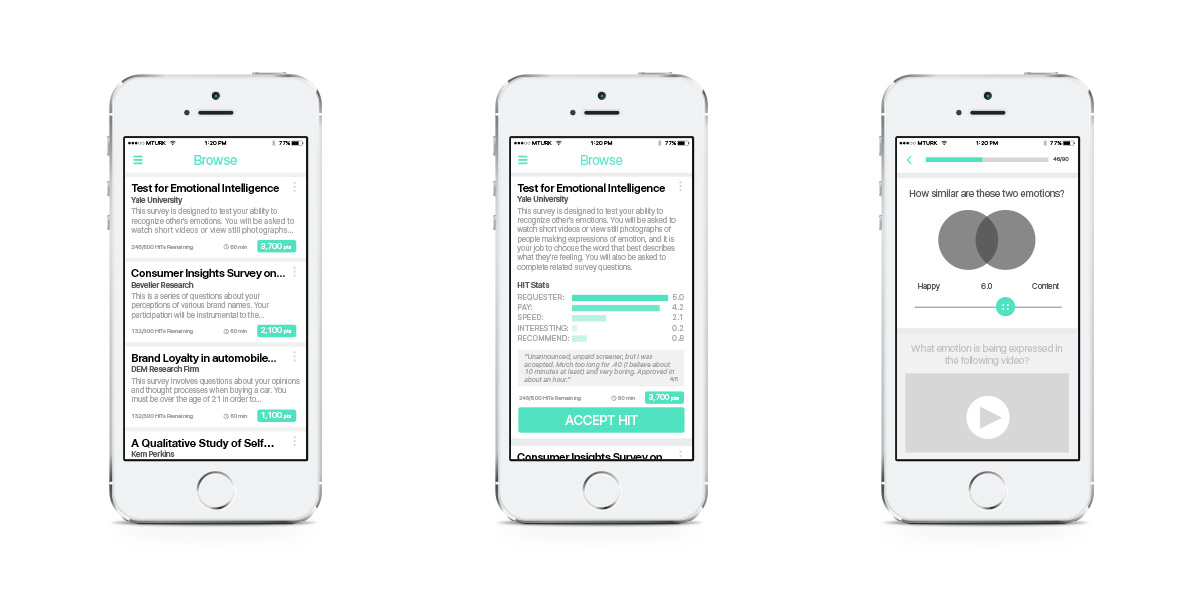 MTURK 1:20 PM 77%
Browse
Test for Emotional Intelligence
Yale University
This survey is designed to test your ability to
recognize other's emotions. You will be asked to
watch short videos or view still photographs...
246/600 HITs Remaining 60 min 3,700 pts
Consumer Insights Survey on...
Bevelier Research
This is a series of questions about your
perceptions of various brand names. Your
participation will be instrumental to the...
132/500 HITs Remaining 60 min 2,100 pts
Brand Loyalty in automobile...
DEM Research Firm
This survey involves questions about your opinions
and thought processes when buying a car. You
must be over the age of 21 in order to...
132/500 HITs Remaining 60 min 1,100 pts
A Qualitative Study of Self...
Kem Perkins
MTURK 1:20 PM 77%
Browse
Test for Emotional Intelligence
Yale University
This survey is designed to test your ability to
recognize other's emotions. You will be asked to
watch short videos or view still photographs of
people making expressions of emotion, and it is
your job to choose the word that best describes
what they're feeling. You will also be asked to
complete related survey questions.
HIT Stats
REQUESTER: 5.0
PAY: 4.2
SPEED: 2.1
INTERESTING: 0.2
RECOMMEND: 0.8
"Unannounced, unpaid screener, but I was
accepted. Much too long for .40 (I believe about
10 minutes at least) and very boring. Approved in
about an hour."
4/5
246/600 HITs Remaining 60 min 3,700 pts
ACCEPT HIT
Consumer Insights Survey on
MTURK 1:20 PM 77%
46/90
How similar are these two emotions?
Happy 6.0 Content
What emotion is being expressed in
the following video?